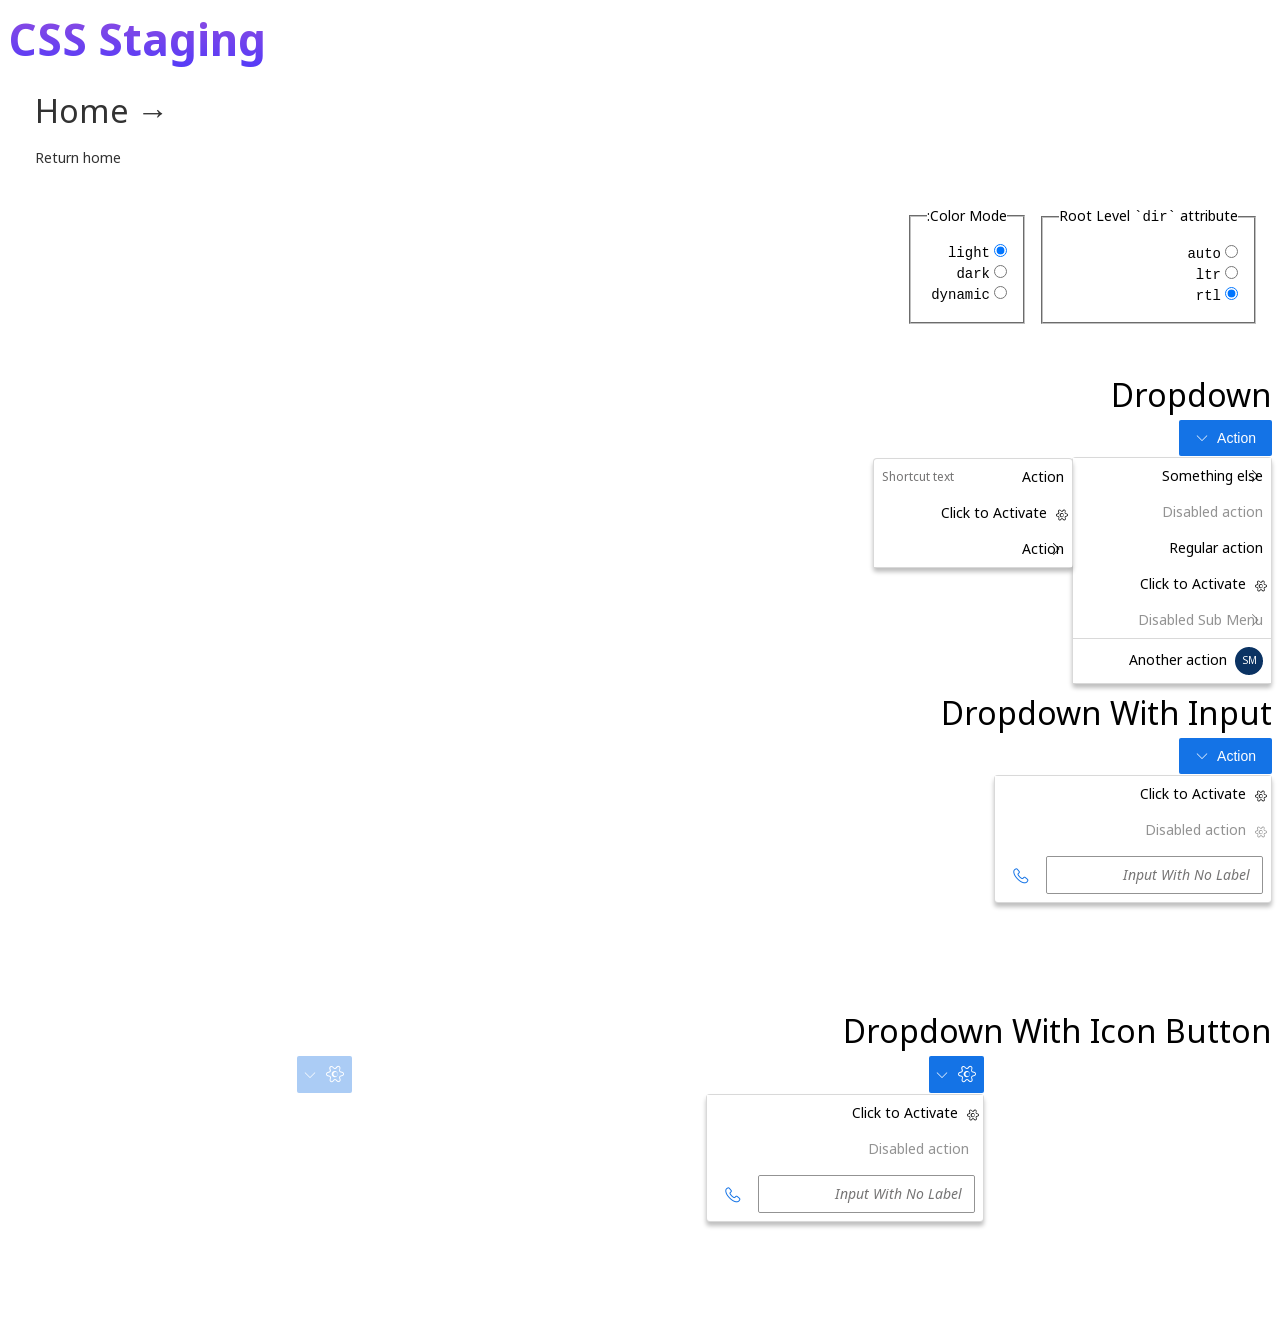 CSS Staging
Home →
Return home
Root Level `dir` attribute
auto
ltr
rtl
:Color Mode
light
dark
dynamic
Dropdown
Action
Something else
Disabled action
Regular action
Click to Activate
Disabled Sub Menu
Another action SM
Action Shortcut text
Click to Activate
Action
Dropdown With Input
Action
Click to Activate
Disabled action
Input With No Label
Dropdown With Icon Button
Click to Activate
Disabled action
Input With No Label